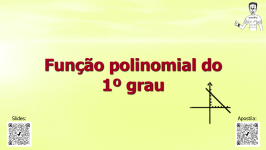 Função polinomial do
1º grau
Slides:
Apostila: